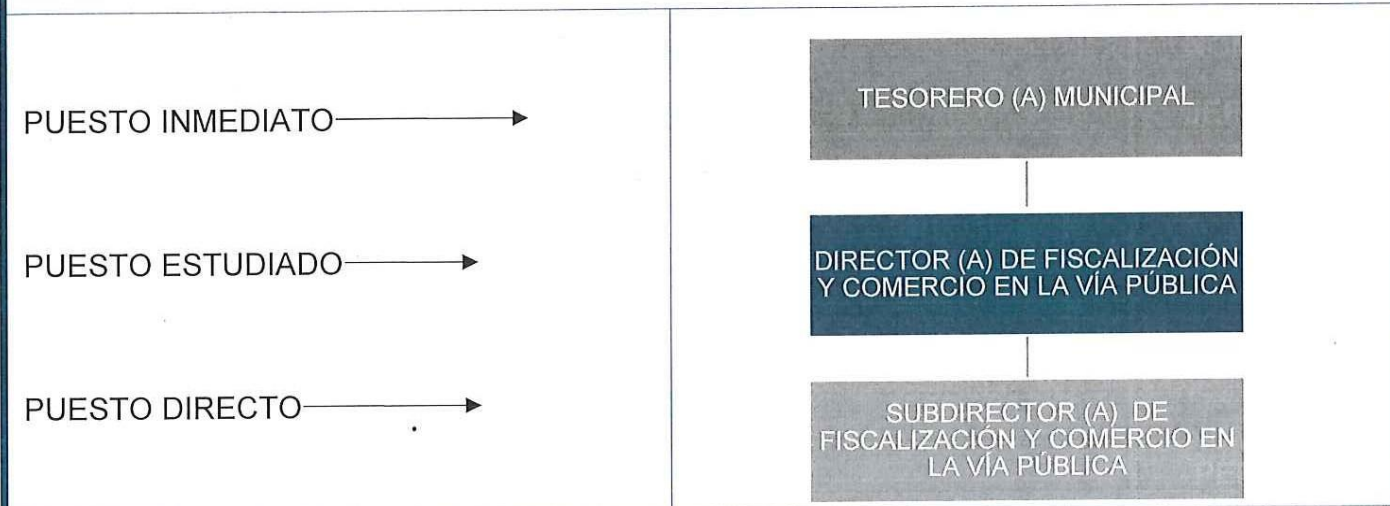 PUESTO INMEDIATO
TESORERO (A) MUNICIPAL
PUESTO ESTUDIADO
DIRECTOR (A) DE FISCALIZACIÓN
Y COMERCIO EN LA VÍA PÚBLICA
PUESTO DIRECTO
SUBDIRECTOR (A) DE
FISCALIZACIÓN Y COMERCIO EN
LA VÍA PÚBLICA